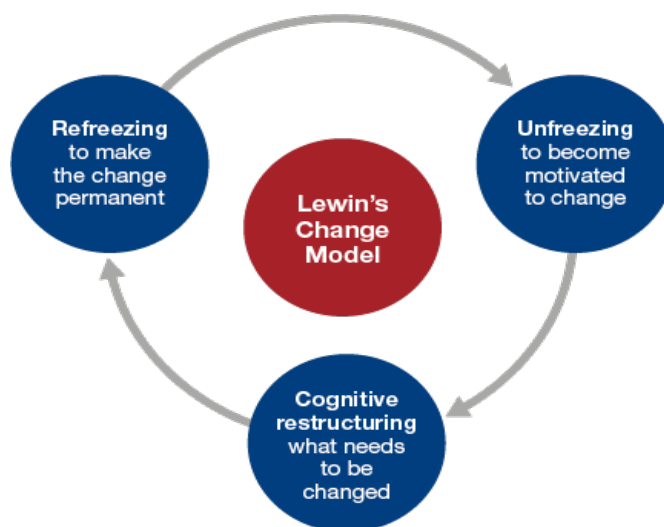 Refreezing
to make
the change
permanent
Unfreezing
to become
motivated
to change
Lewin's
Change
Model
Cognitive
restructuring
what needs
to be
changed